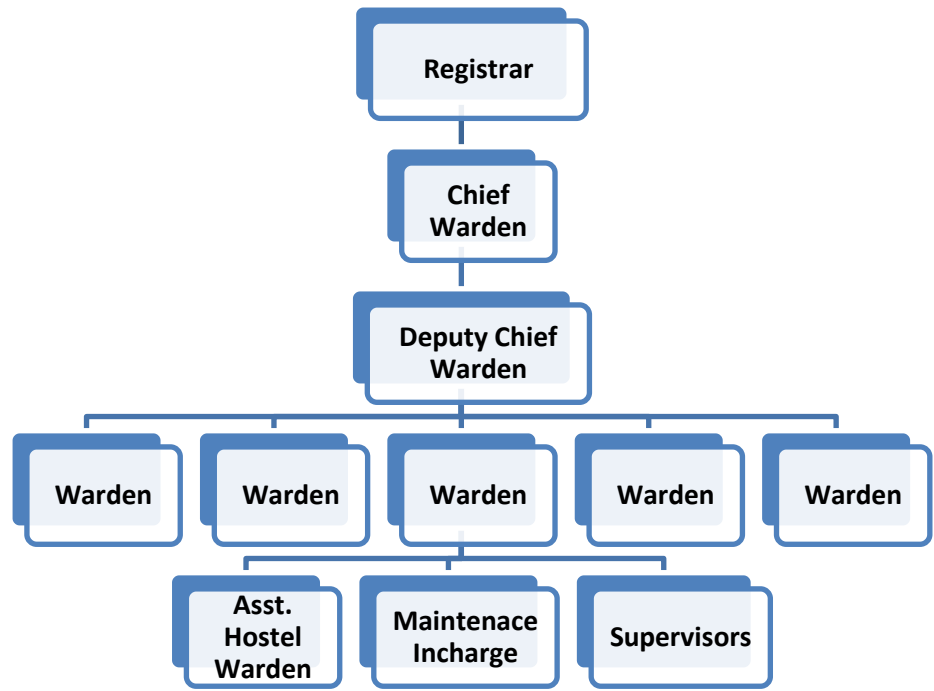 Registrar
Chief
Warden
Deputy Chief
Warden
Warden
Warden
Warden
Warden
Warden
Asst.
Hostel
Warden
Maintenace
Incharge
Supervisors